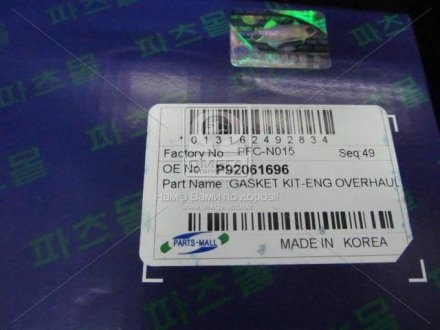 파츠몰
*013162492834
Factory No PFC-N015 Seq 49
OE No. P92061696
Part Name :GASKET KIT-ENG OVERHAUL
Нам з Вами по дорозі
PARTS-MALL
MADE IN KOREA